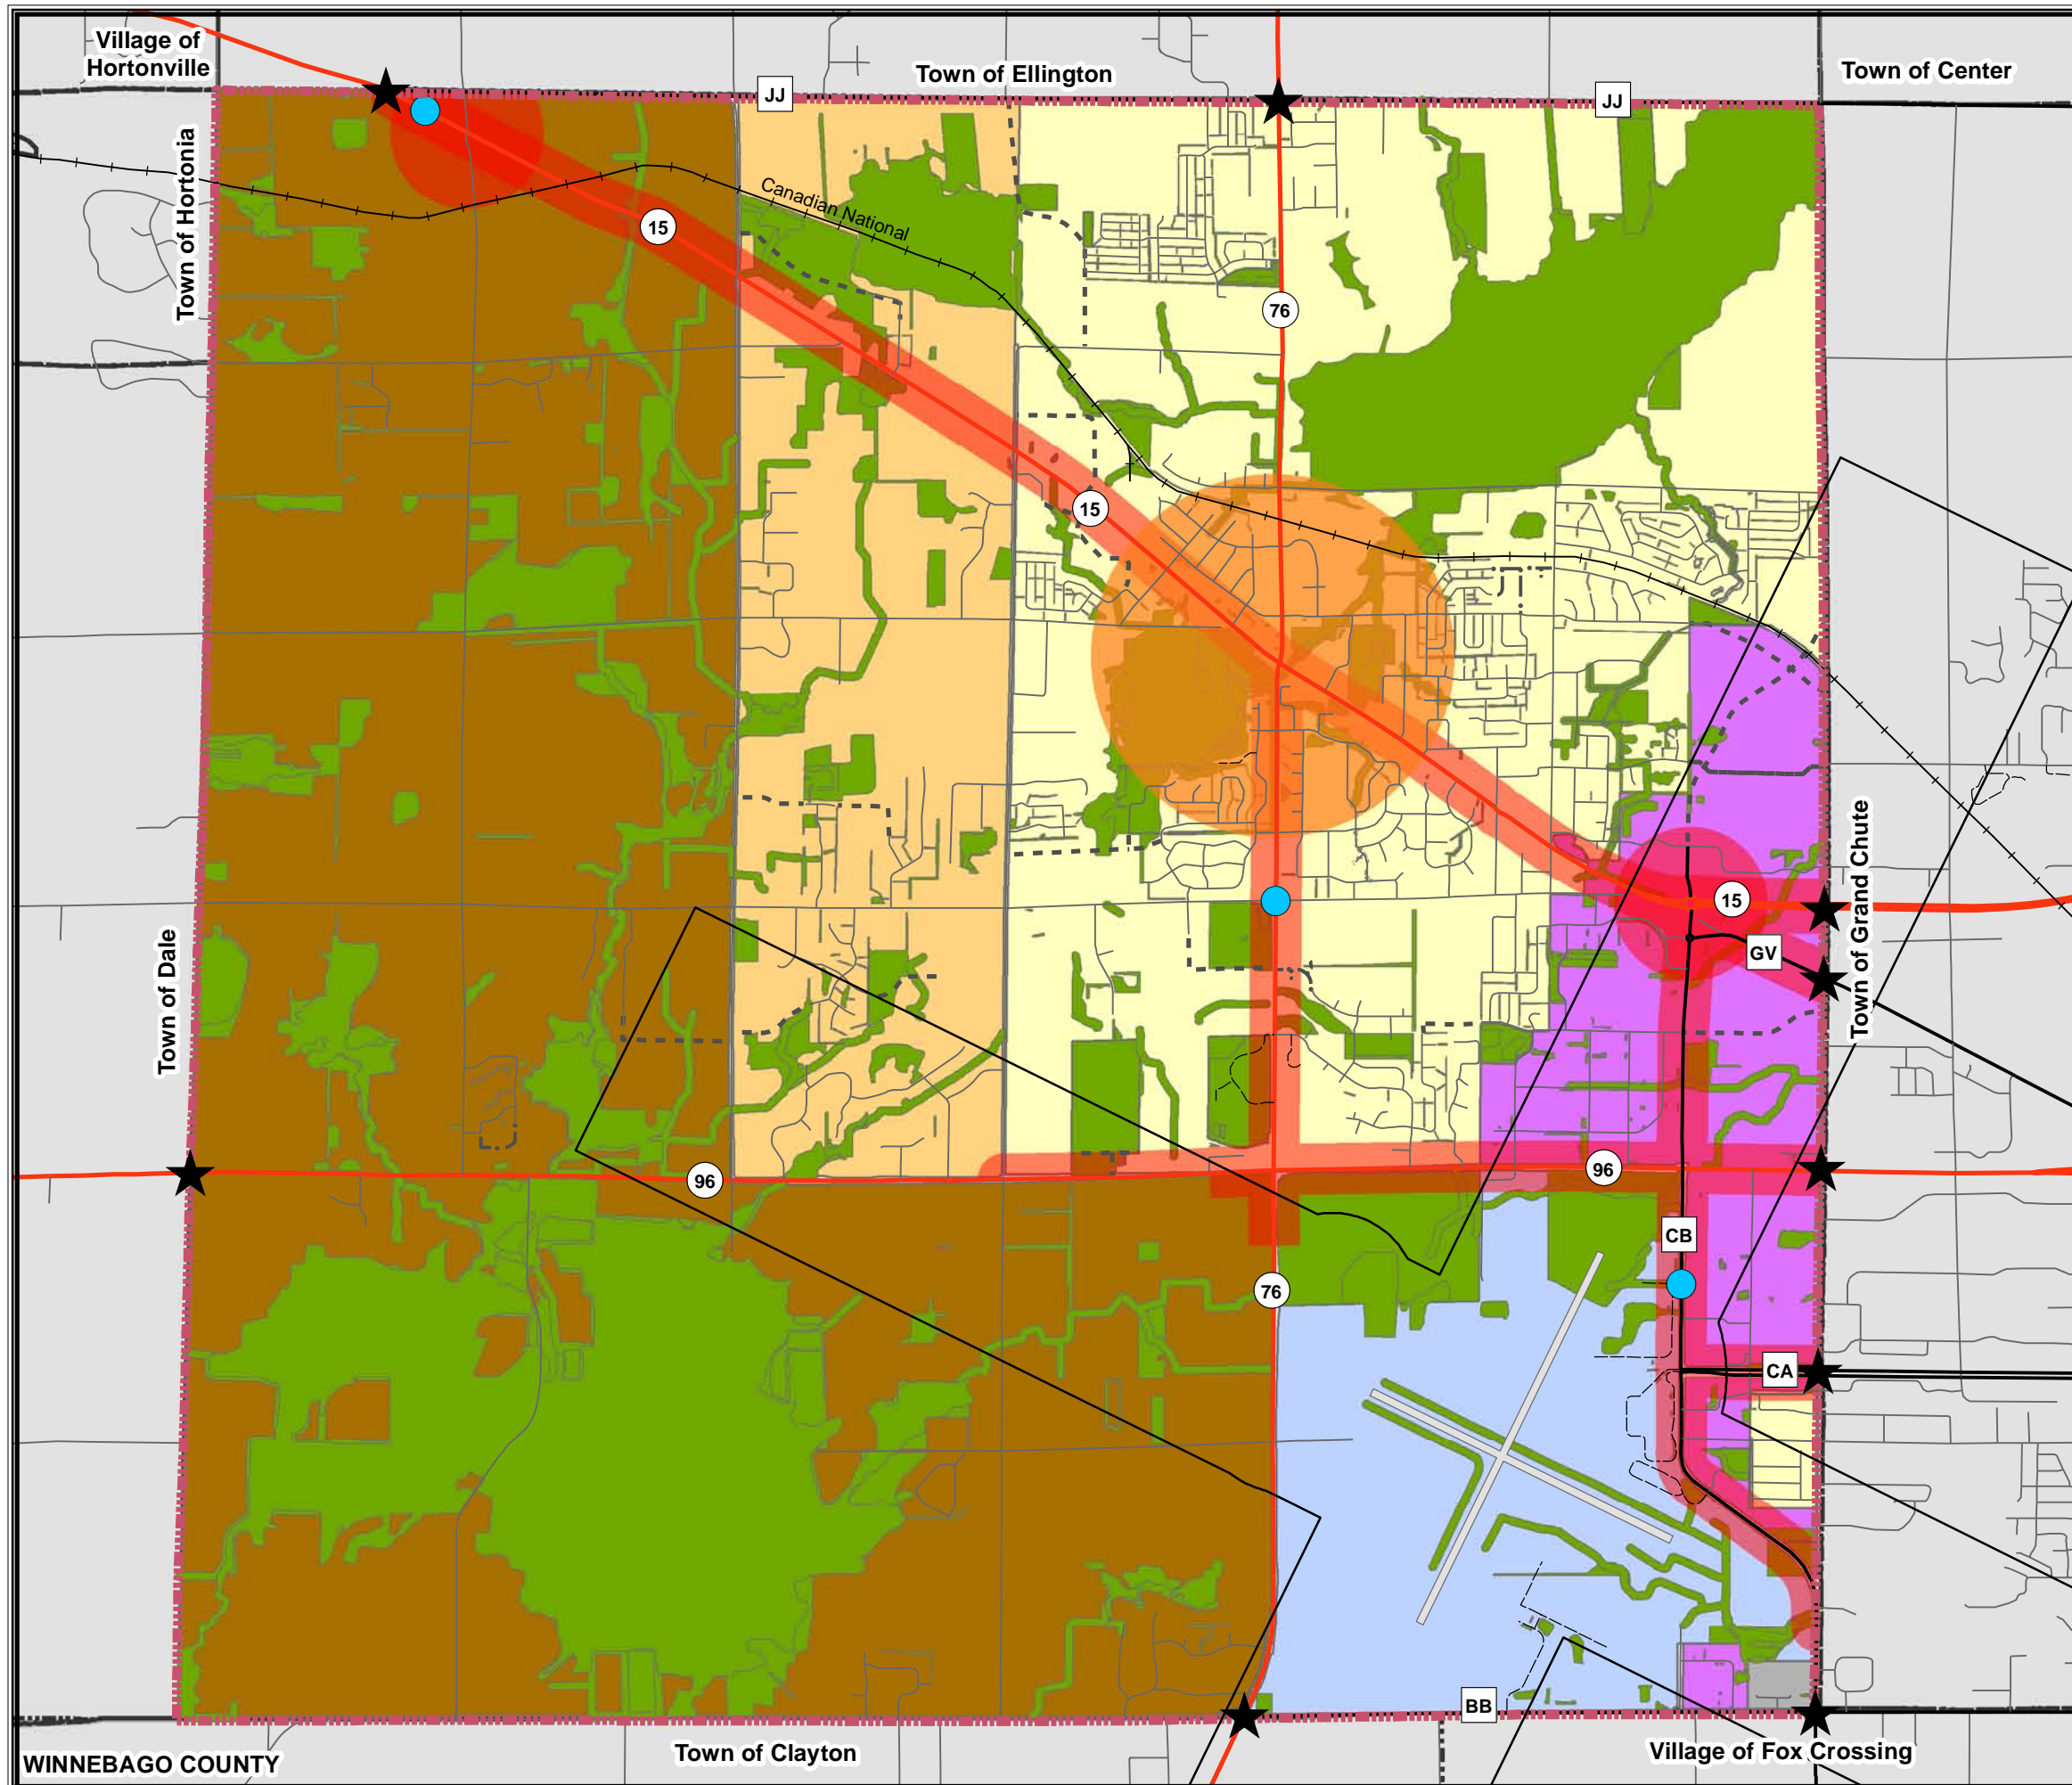 Village of
Hortonville
Town of Ellington
Town of Center
JJ
JJ
Town of Hortonia
Canadian National
15
76
15
Town of Grand Chute
15
GV
Town of Dale
96
96
CB
76
CA
BB
Town of Clayton
Village of Fox Crossing
WINNEBAGO COUNTY